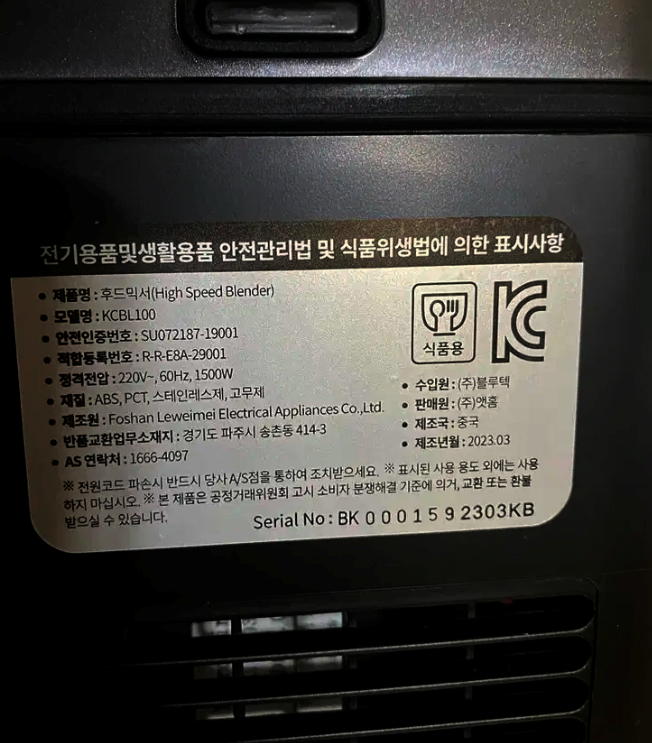 전기용품및생활용품 안전관리법 및 식품위생법에 의한 표시사항
• 제품명 : 후드믹서(High Speed Blender)
• 모델명 : KCBL100
• 안전인증번호 : SU072187-19001
• 적합등록번호 : R-R-E8A-29001
• 정격전압 : 220V~, 60Hz, 1500W
• 재질 : ABS, PCT, 스테인레스제, 고무제
• 제조원 : Foshan Leweimei Electrical Appliances Co.,Ltd.
• 반품교환업무소재지 : 경기도 파주시 송촌동 414-3
• AS 연락처 : 1666-4097
식품용
KC
• 수입원 : (주)블루텍
• 판매원 : (주)앳홈
• 제조국 : 중국
• 제조년월 : 2023.03
※ 전원코드 파손시 반드시 당사 A/S점을 통하여 조치받으세요. ※ 표시된 사용 용도 외에는 사용
하지 마십시오. ※ 본 제품은 공정거래위원회 고시 소비자 분쟁해결 기준에 의거, 교환 또는 환불
받으실 수 있습니다.
Serial No : BK 0001592303KB